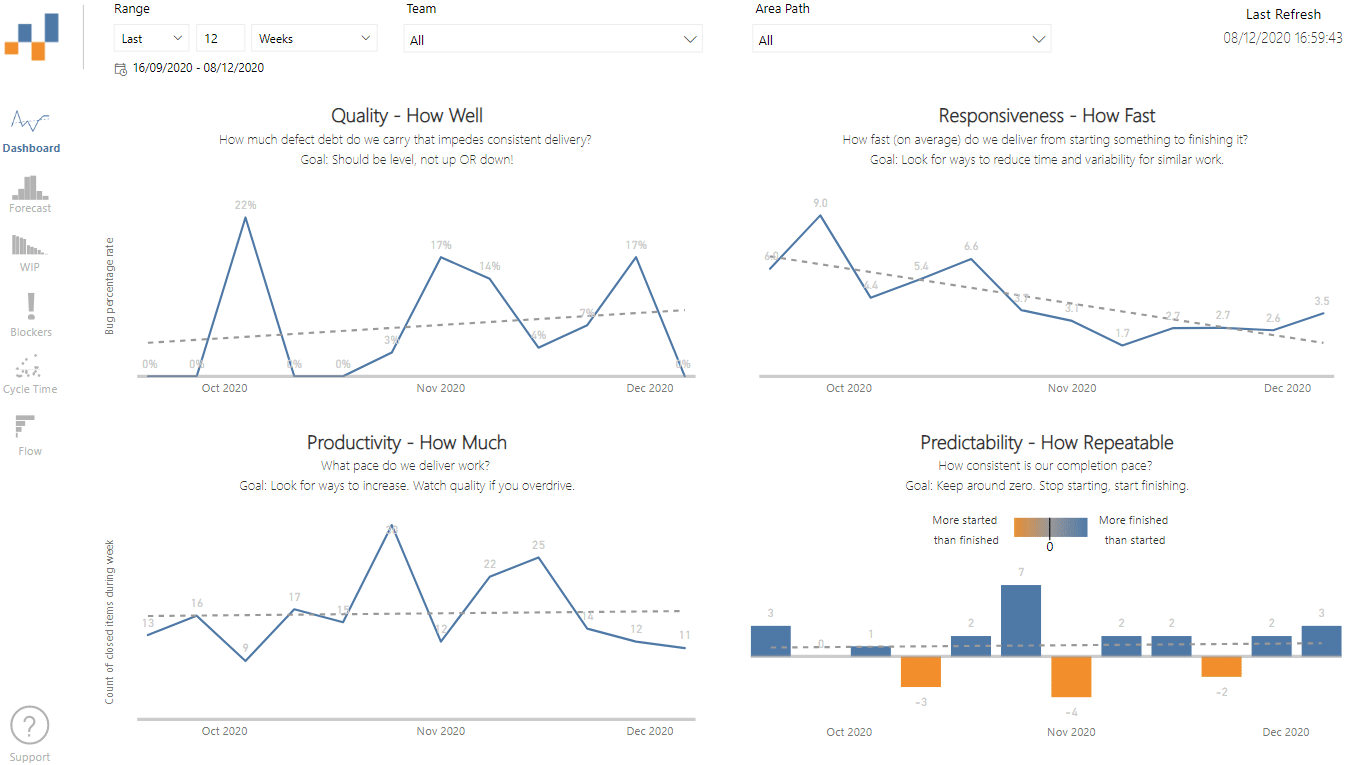 Range
Team
Area Path
Last Refresh
Last
12
Weeks
All
All
08/12/2020 16:59:43
16/09/2020 - 08/12/2020
Dashboard
Forecast
WIP
Blockers
Cycle Time
Flow
Support
Quality - How Well
How much defect debt do we carry that impedes consistent delivery?
Goal: Should be level, not up OR down!
Bug percentage rate
0%
0%
22%
0%
0%
3%
17%
14%
4%
7%
17%
0%
Oct 2020
Nov 2020
Dec 2020
Responsiveness - How Fast
How fast (on average) do we deliver from starting something to finishing it?
Goal: Look for ways to reduce time and variability for similar work.
6.0
9.0
4.4
5.4
6.6
3.7
3.1
1.7
2.7
2.7
2.6
3.5
Oct 2020
Nov 2020
Dec 2020
Productivity - How Much
What pace do we deliver work?
Goal: Look for ways to increase. Watch quality if you overdrive.
Count of closed items during week
13
16
9
17
15
30
12
22
25
14
12
11
Oct 2020
Nov 2020
Dec 2020
Predictability - How Repeatable
How consistent is our completion pace?
Goal: Keep around zero. Stop starting, start finishing.
More started
than finished
0
More finished
than started
3
0
1
-3
2
7
-4
2
2
-2
2
3
Oct 2020
Nov 2020
Dec 2020